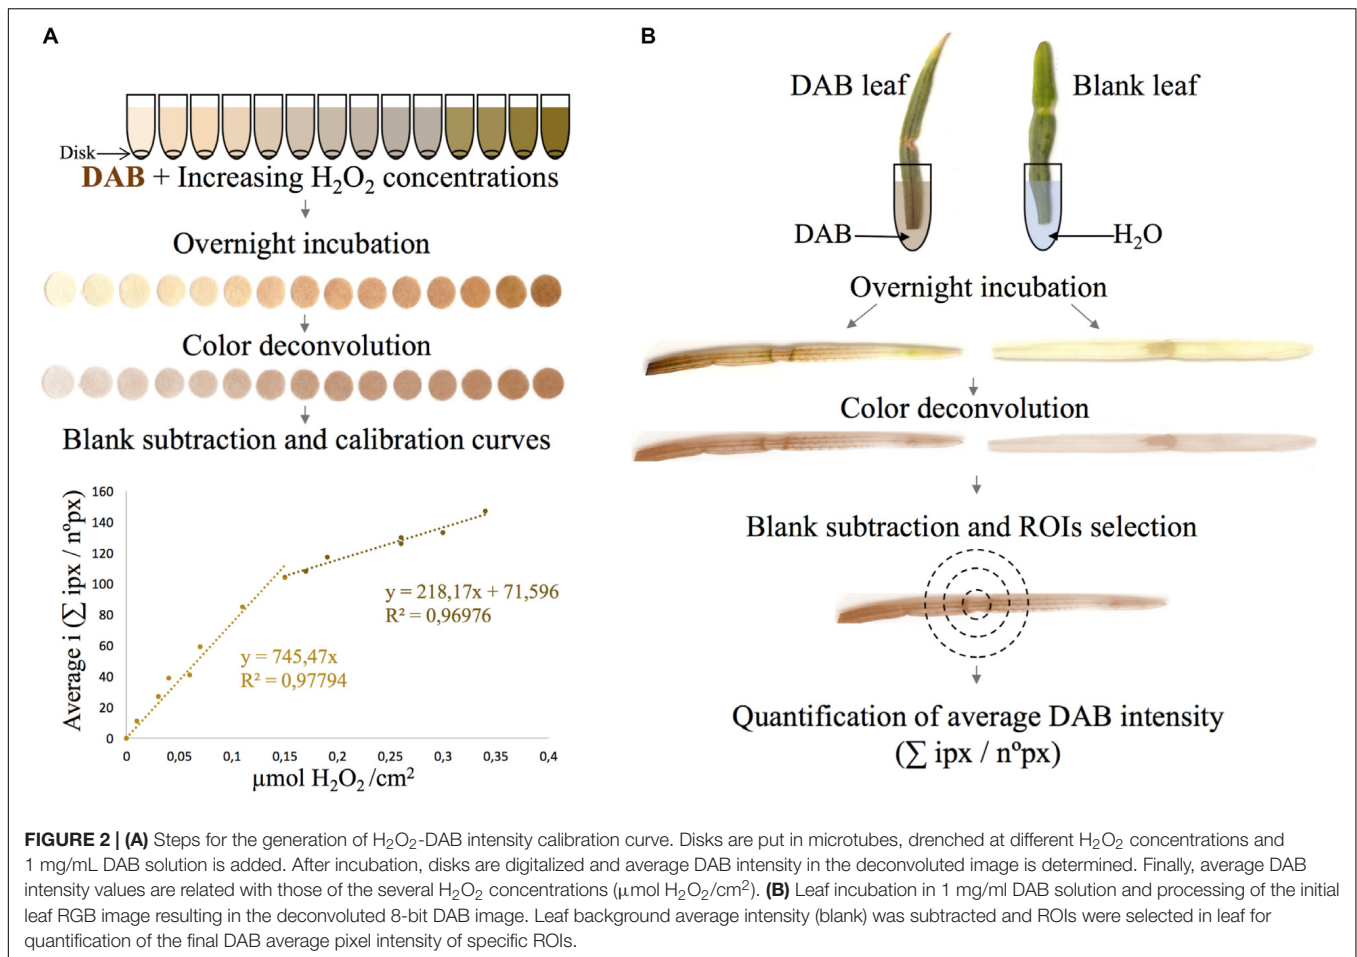 A
Disk
DAB + Increasing H₂O₂ concentrations
Overnight incubation
Color deconvolution
Blank subtraction and calibration curves
Average i (∑ ipx / nºpx)
160
140
120
100
80
60
40
20
0
y = 218,17x + 71,596
R² = 0,96976
y = 745,47x
R² = 0,97794
0 0,05 0,1 0,15 0,2 0,25 0,3 0,35 0,4
µmol H₂O₂/cm²
B
DAB leaf
Blank leaf
DAB
H₂O
Overnight incubation
Color deconvolution
Blank subtraction and ROIs selection
Quantification of average DAB intensity
(∑ ipx / nºpx)
FIGURE 2 | (A) Steps for the generation of H₂O₂-DAB intensity calibration curve. Disks are put in microtubes, drenched at different H₂O₂ concentrations and
1 mg/mL DAB solution is added. After incubation, disks are digitalized and average DAB intensity in the deconvoluted image is determined. Finally, average DAB
intensity values are related with those of the several H₂O₂ concentrations (µmol H₂O₂/cm²). (B) Leaf incubation in 1 mg/ml DAB solution and processing of the initial
leaf RGB image resulting in the deconvoluted 8-bit DAB image. Leaf background average intensity (blank) was subtracted and ROIs were selected in leaf for
quantification of the final DAB average pixel intensity of specific ROIs.